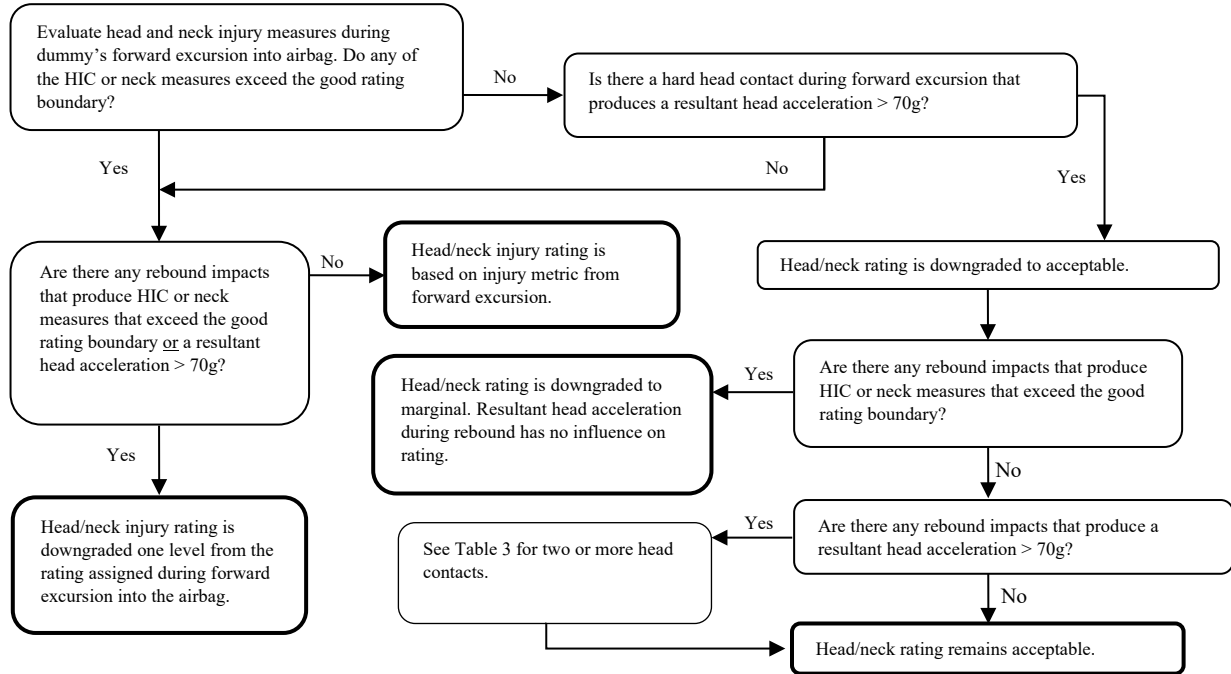 Evaluate head and neck injury measures during
dummy’s forward excursion into airbag. Do any of
the HIC or neck measures exceed the good rating
boundary?
No
Is there a hard head contact during forward excursion that
produces a resultant head acceleration > 70g?
Yes
No
Yes
Are there any rebound impacts
that produce HIC or neck
measures that exceed the good
rating boundary or a resultant
head acceleration > 70g?
No
Head/neck injury rating is
based on injury metric from
forward excursion.
Head/neck rating is downgraded to acceptable.
Are there any rebound impacts that produce
HIC or neck measures that exceed the good
rating boundary?
Yes
Head/neck rating is downgraded to
marginal. Resultant head acceleration
during rebound has no influence on
rating.
Yes
No
Head/neck injury rating is
downgraded one level from the
rating assigned during forward
excursion into the airbag.
Are there any rebound impacts that produce a
resultant head acceleration > 70g?
Yes
See Table 3 for two or more head
contacts.
No
Head/neck rating remains acceptable.